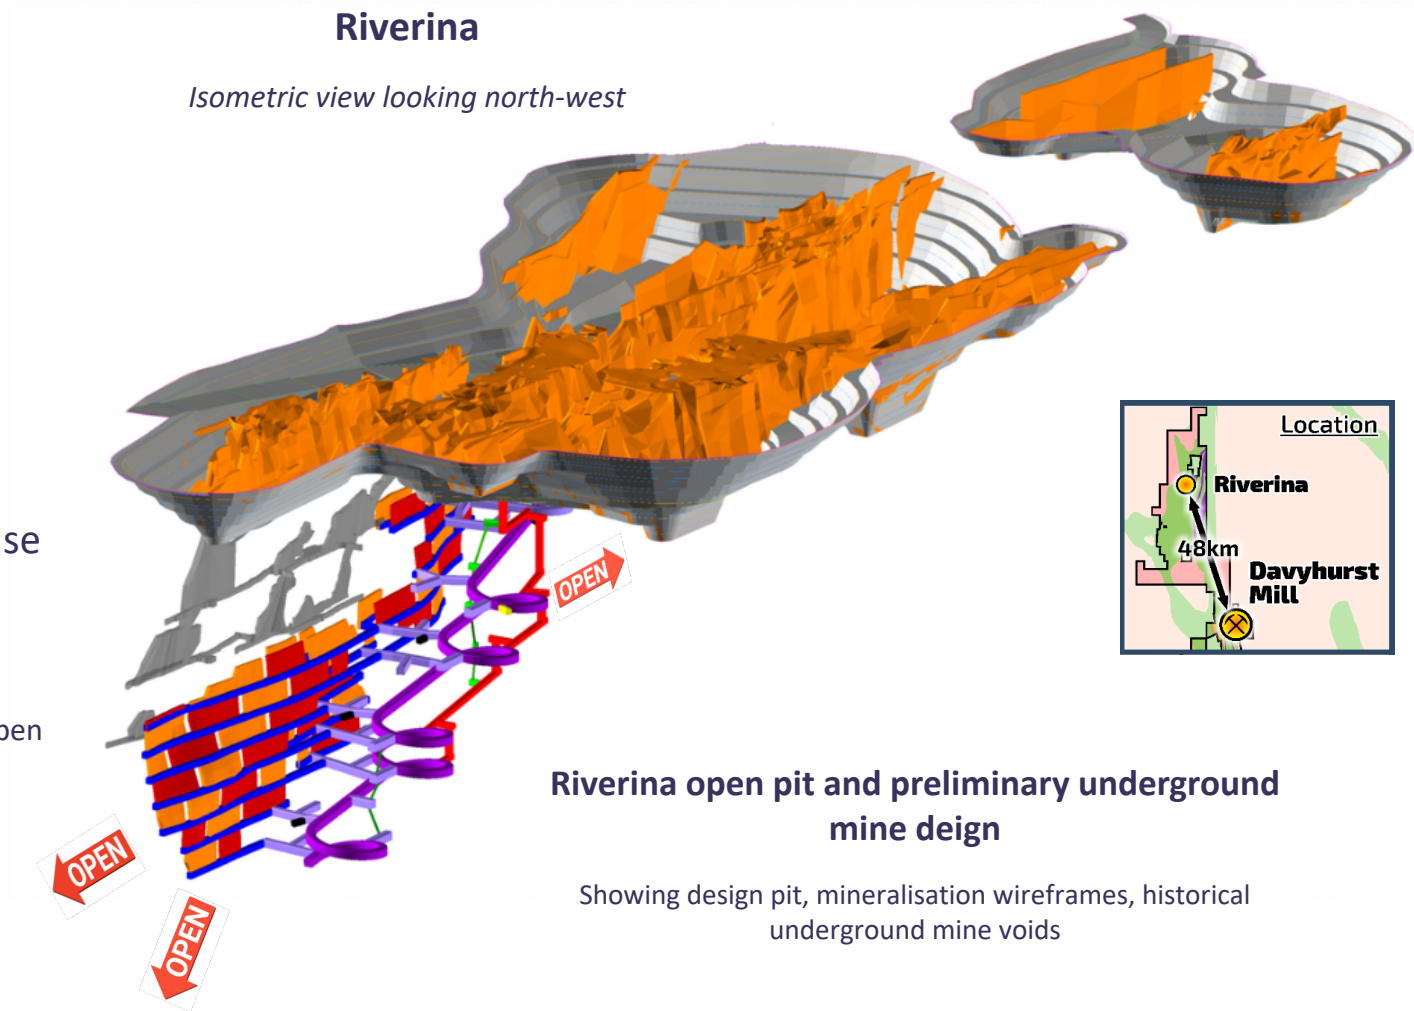 Riverina
Isometric view looking north-west
se
OPEN
Location
Riverina
48km
Davyhurst
Mill
pen
OPEN
OPEN
Riverina open pit and preliminary underground
mine deign
Showing design pit, mineralisation wireframes, historical
underground mine voids